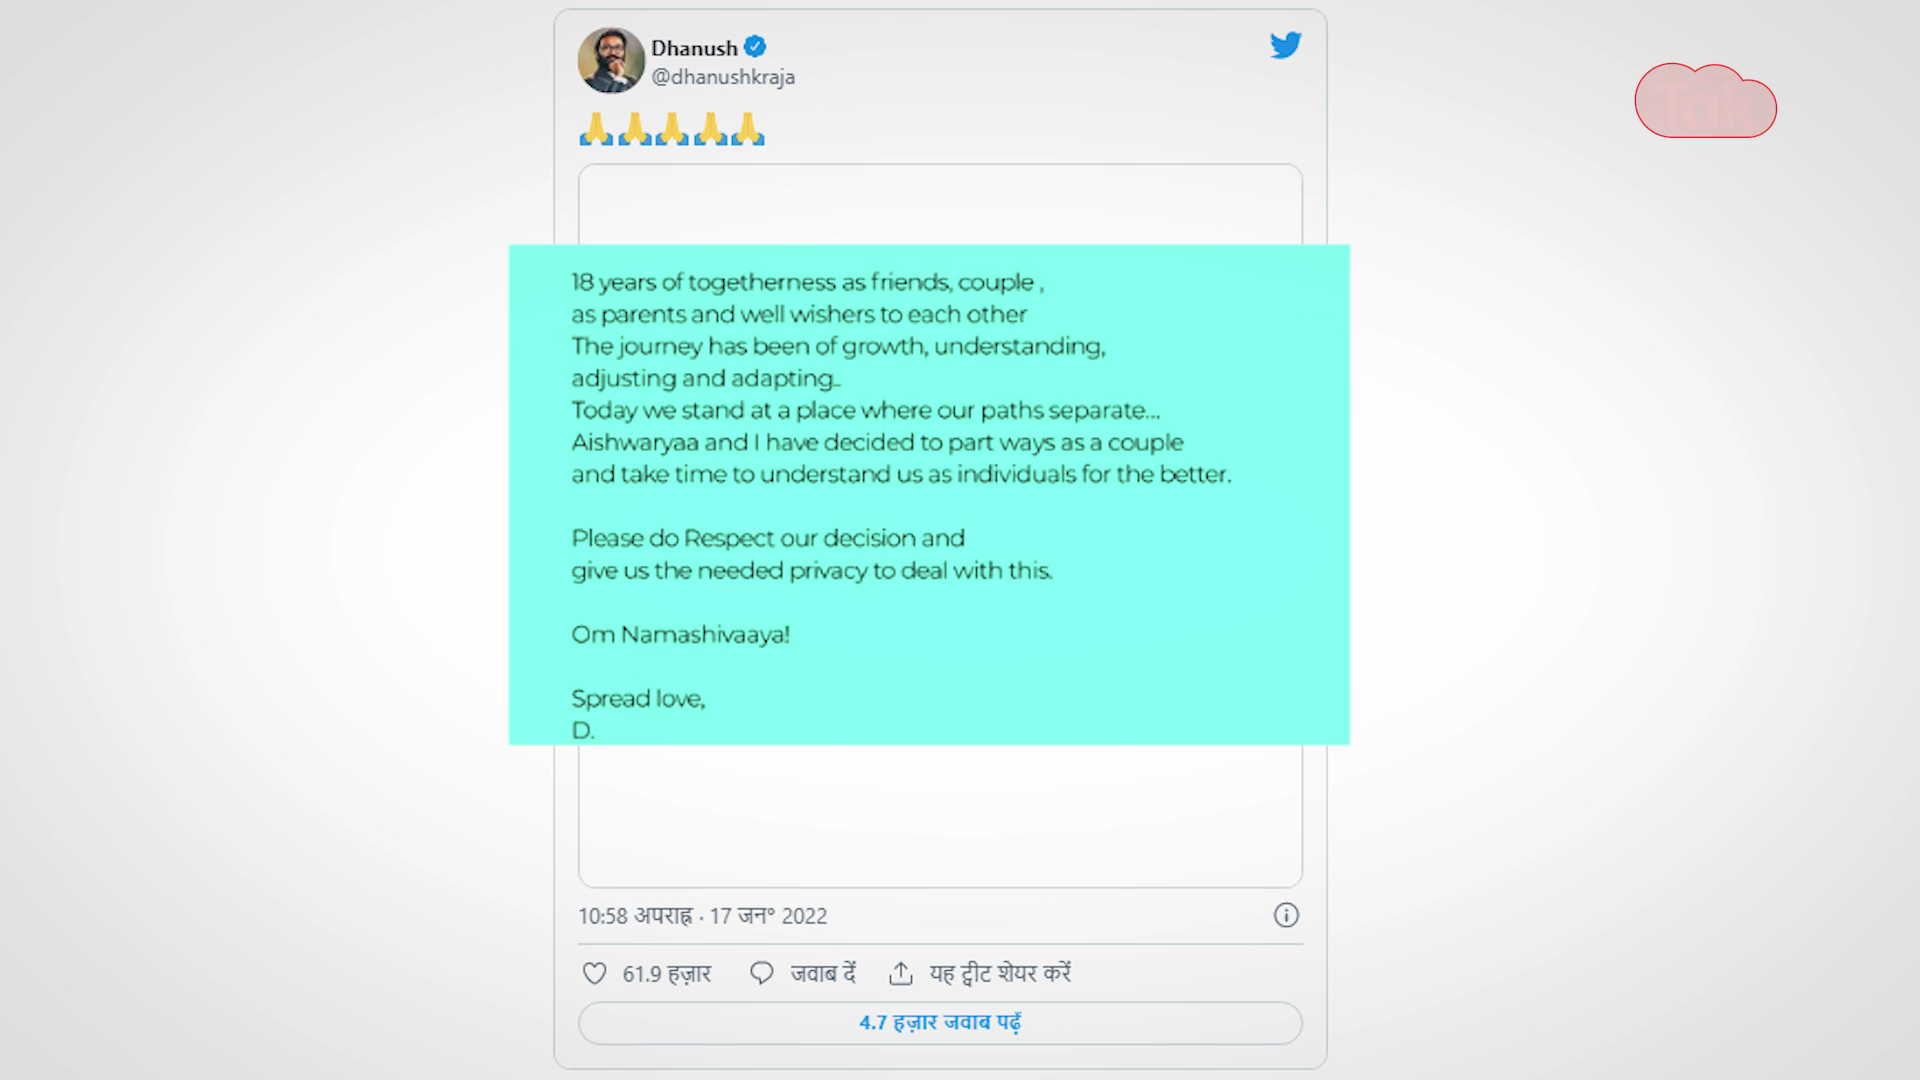 Dhanush
@dhanushkraja
🙏🙏🙏🙏🙏
18 years of togetherness as friends, couple ,
as parents and well wishers to each other
The journey has been of growth, understanding,
adjusting and adapting..
Today we stand at a place where our paths separate...
Aishwaryaa and I have decided to part ways as a couple
and take time to understand us as individuals for the better.
Please do Respect our decision and
give us the needed privacy to deal with this.
Om Namashivaaya!
Spread love,
D.
10:58 अपराह्न · 17 जन॰ 2022
61.9 हज़ार जवाब दें यह ट्वीट शेयर करें
4.7 हज़ार जवाब पढ़ें
Tak